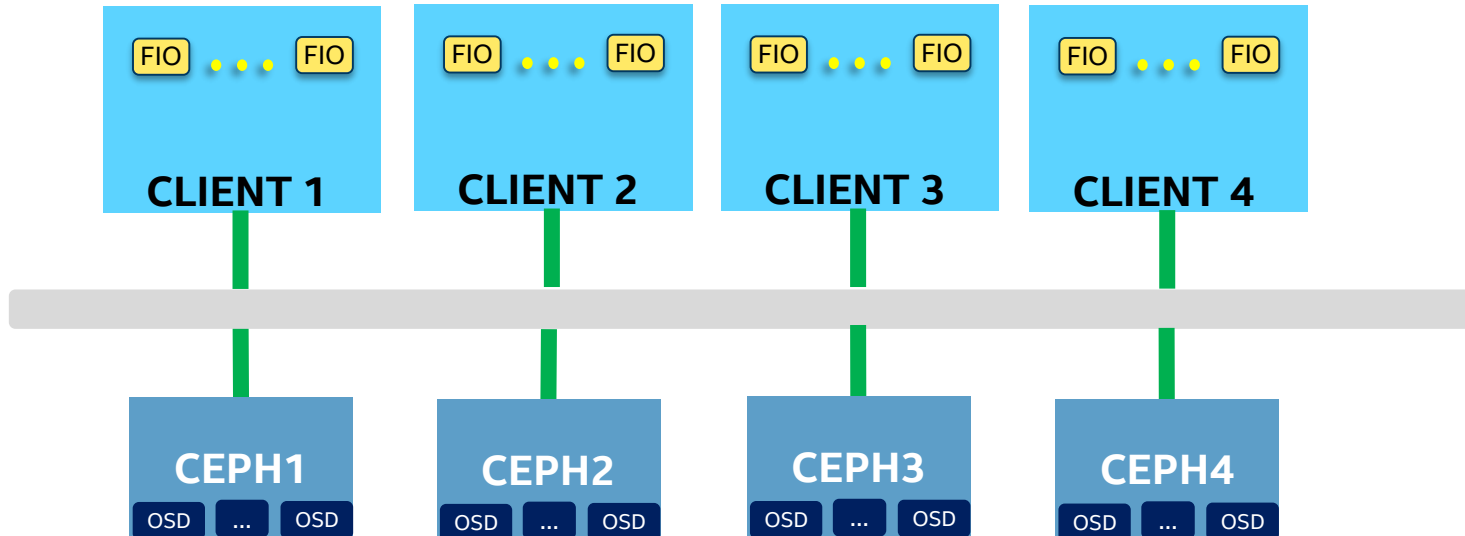 FIO ... FIO
CLIENT 1
FIO ... FIO
CLIENT 2
FIO ... FIO
CLIENT 3
FIO ... FIO
CLIENT 4
CEPH1
OSD ... OSD
CEPH2
OSD ... OSD
CEPH3
OSD ... OSD
CEPH4
OSD ... OSD